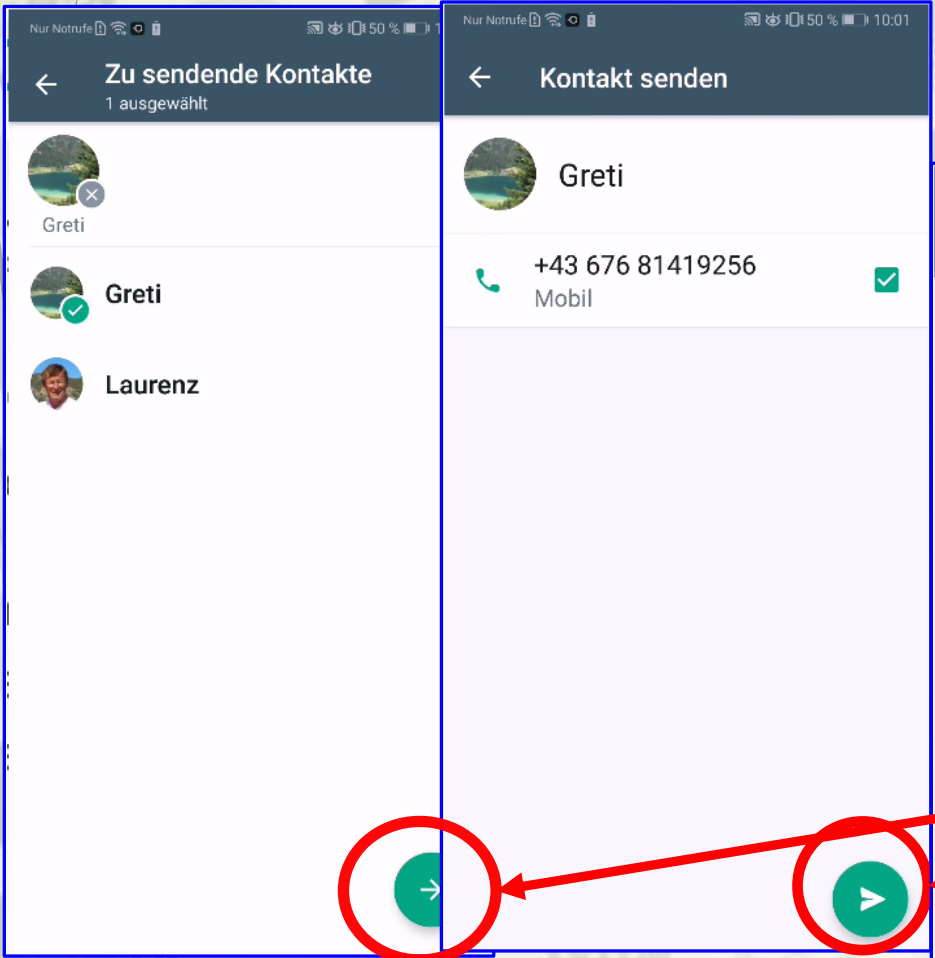 Nur Notrufe
50 %
Zu sendende Kontakte
1 ausgewählt
Greti
Greti
Laurenz
Nur Notrufe
50 %
10:01
Kontakt senden
Greti
+43 676 81419256
Mobil